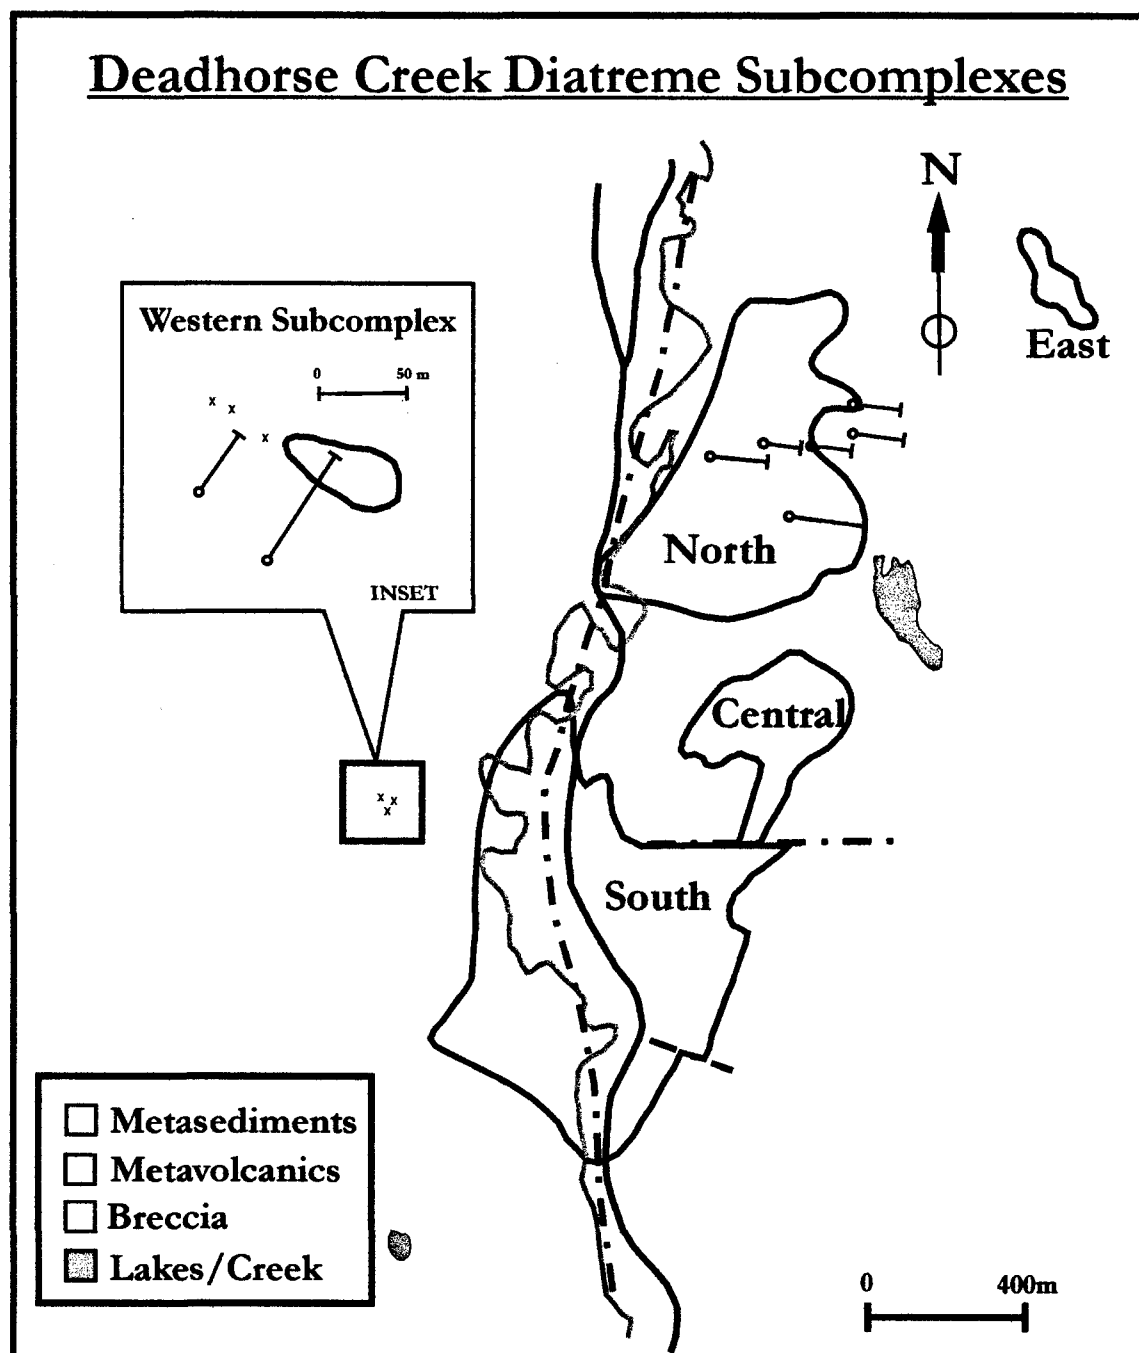 Deadhorse Creek Diatreme Subcomplexes
N
East
Western Subcomplex
0 50 m
x
x
x
INSET
North
Central
x
x
x
South
Metasediments
Metavolcanics
Breccia
Lakes/Creek
0 400m